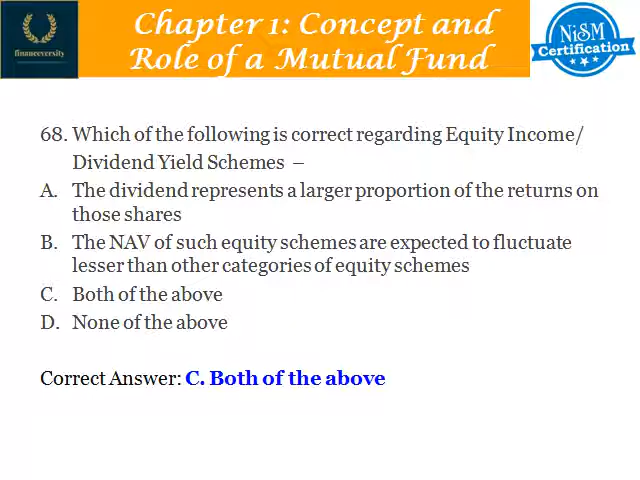 Chapter 1: Concept and
Role of a Mutual Fund
financeversity
NiSM
Certification
68. Which of the following is correct regarding Equity Income/
Dividend Yield Schemes –
A. The dividend represents a larger proportion of the returns on
those shares
B. The NAV of such equity schemes are expected to fluctuate
lesser than other categories of equity schemes
C. Both of the above
D. None of the above
Correct Answer: C. Both of the above